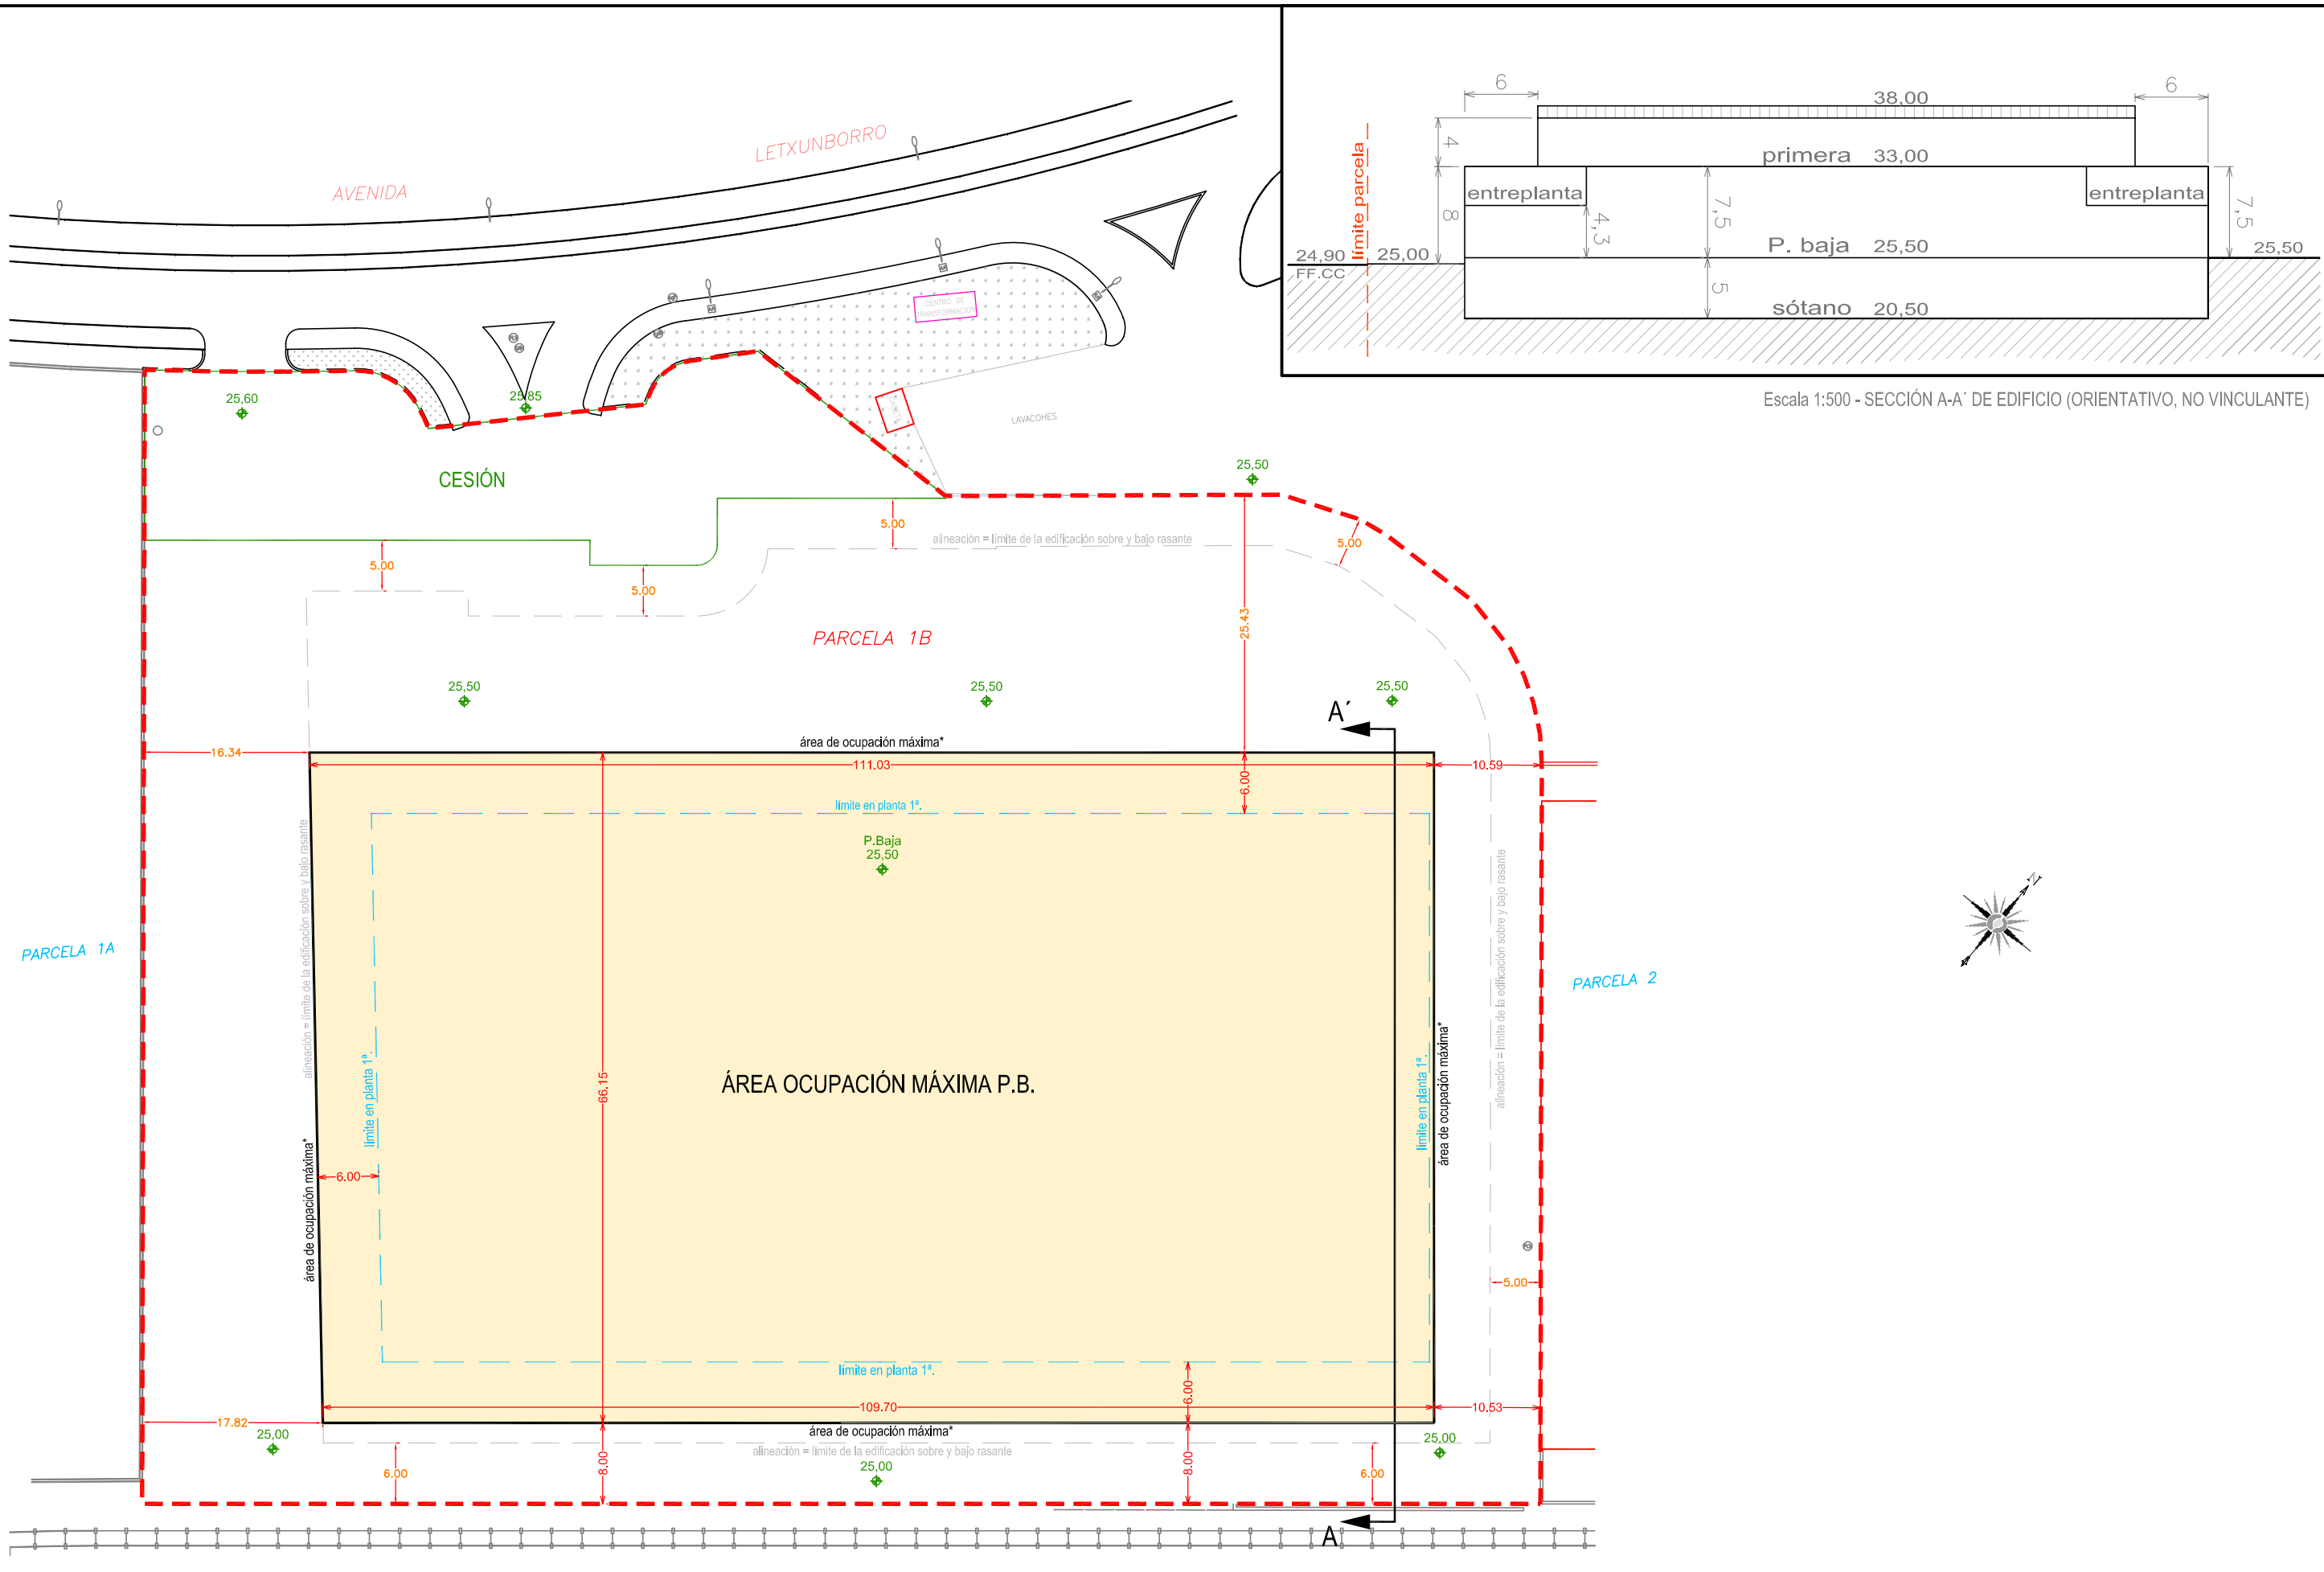 6
38,00
6
4
primera 33,00
límite parcela
entreplanta
entreplanta
8
4,3
7,5
7,5
P. baja 25,50
24,90
25,00
25,50
FF.CC
5
sótano 20,50
Escala 1:500 - SECCIÓN A-A´ DE EDIFICIO (ORIENTATIVO, NO VINCULANTE)
AVENIDA
LETXUNBORRO
CENTRO DE
TRANSFORMACION
25,60
25,85
LAVACOHES
CESIÓN
25,50
5.00
alineación = límite de la edificación sobre y bajo rasante
5.00
5.00
5.00
25.43
PARCELA 1B
25,50
25,50
25,50
A´
área de ocupación máxima*
16.34
111.03
10.59
6.00
límite en planta 1ª.
P.Baja
25,50
alineación = límite de la edificación sobre y bajo rasante
alineación = límite de la edificación sobre y bajo rasante
PARCELA 1A
PARCELA 2
N
límite en planta 1ª.
límite en planta 1ª.
área de ocupación máxima*
área de ocupación máxima*
66.15
ÁREA OCUPACIÓN MÁXIMA P.B.
6.00
5.00
límite en planta 1ª.
6.00
109.70
10.53
17.82
área de ocupación máxima*
25,00
25,00
alineación = límite de la edificación sobre y bajo rasante
6.00
8.00
25,00
8.00
6.00
A